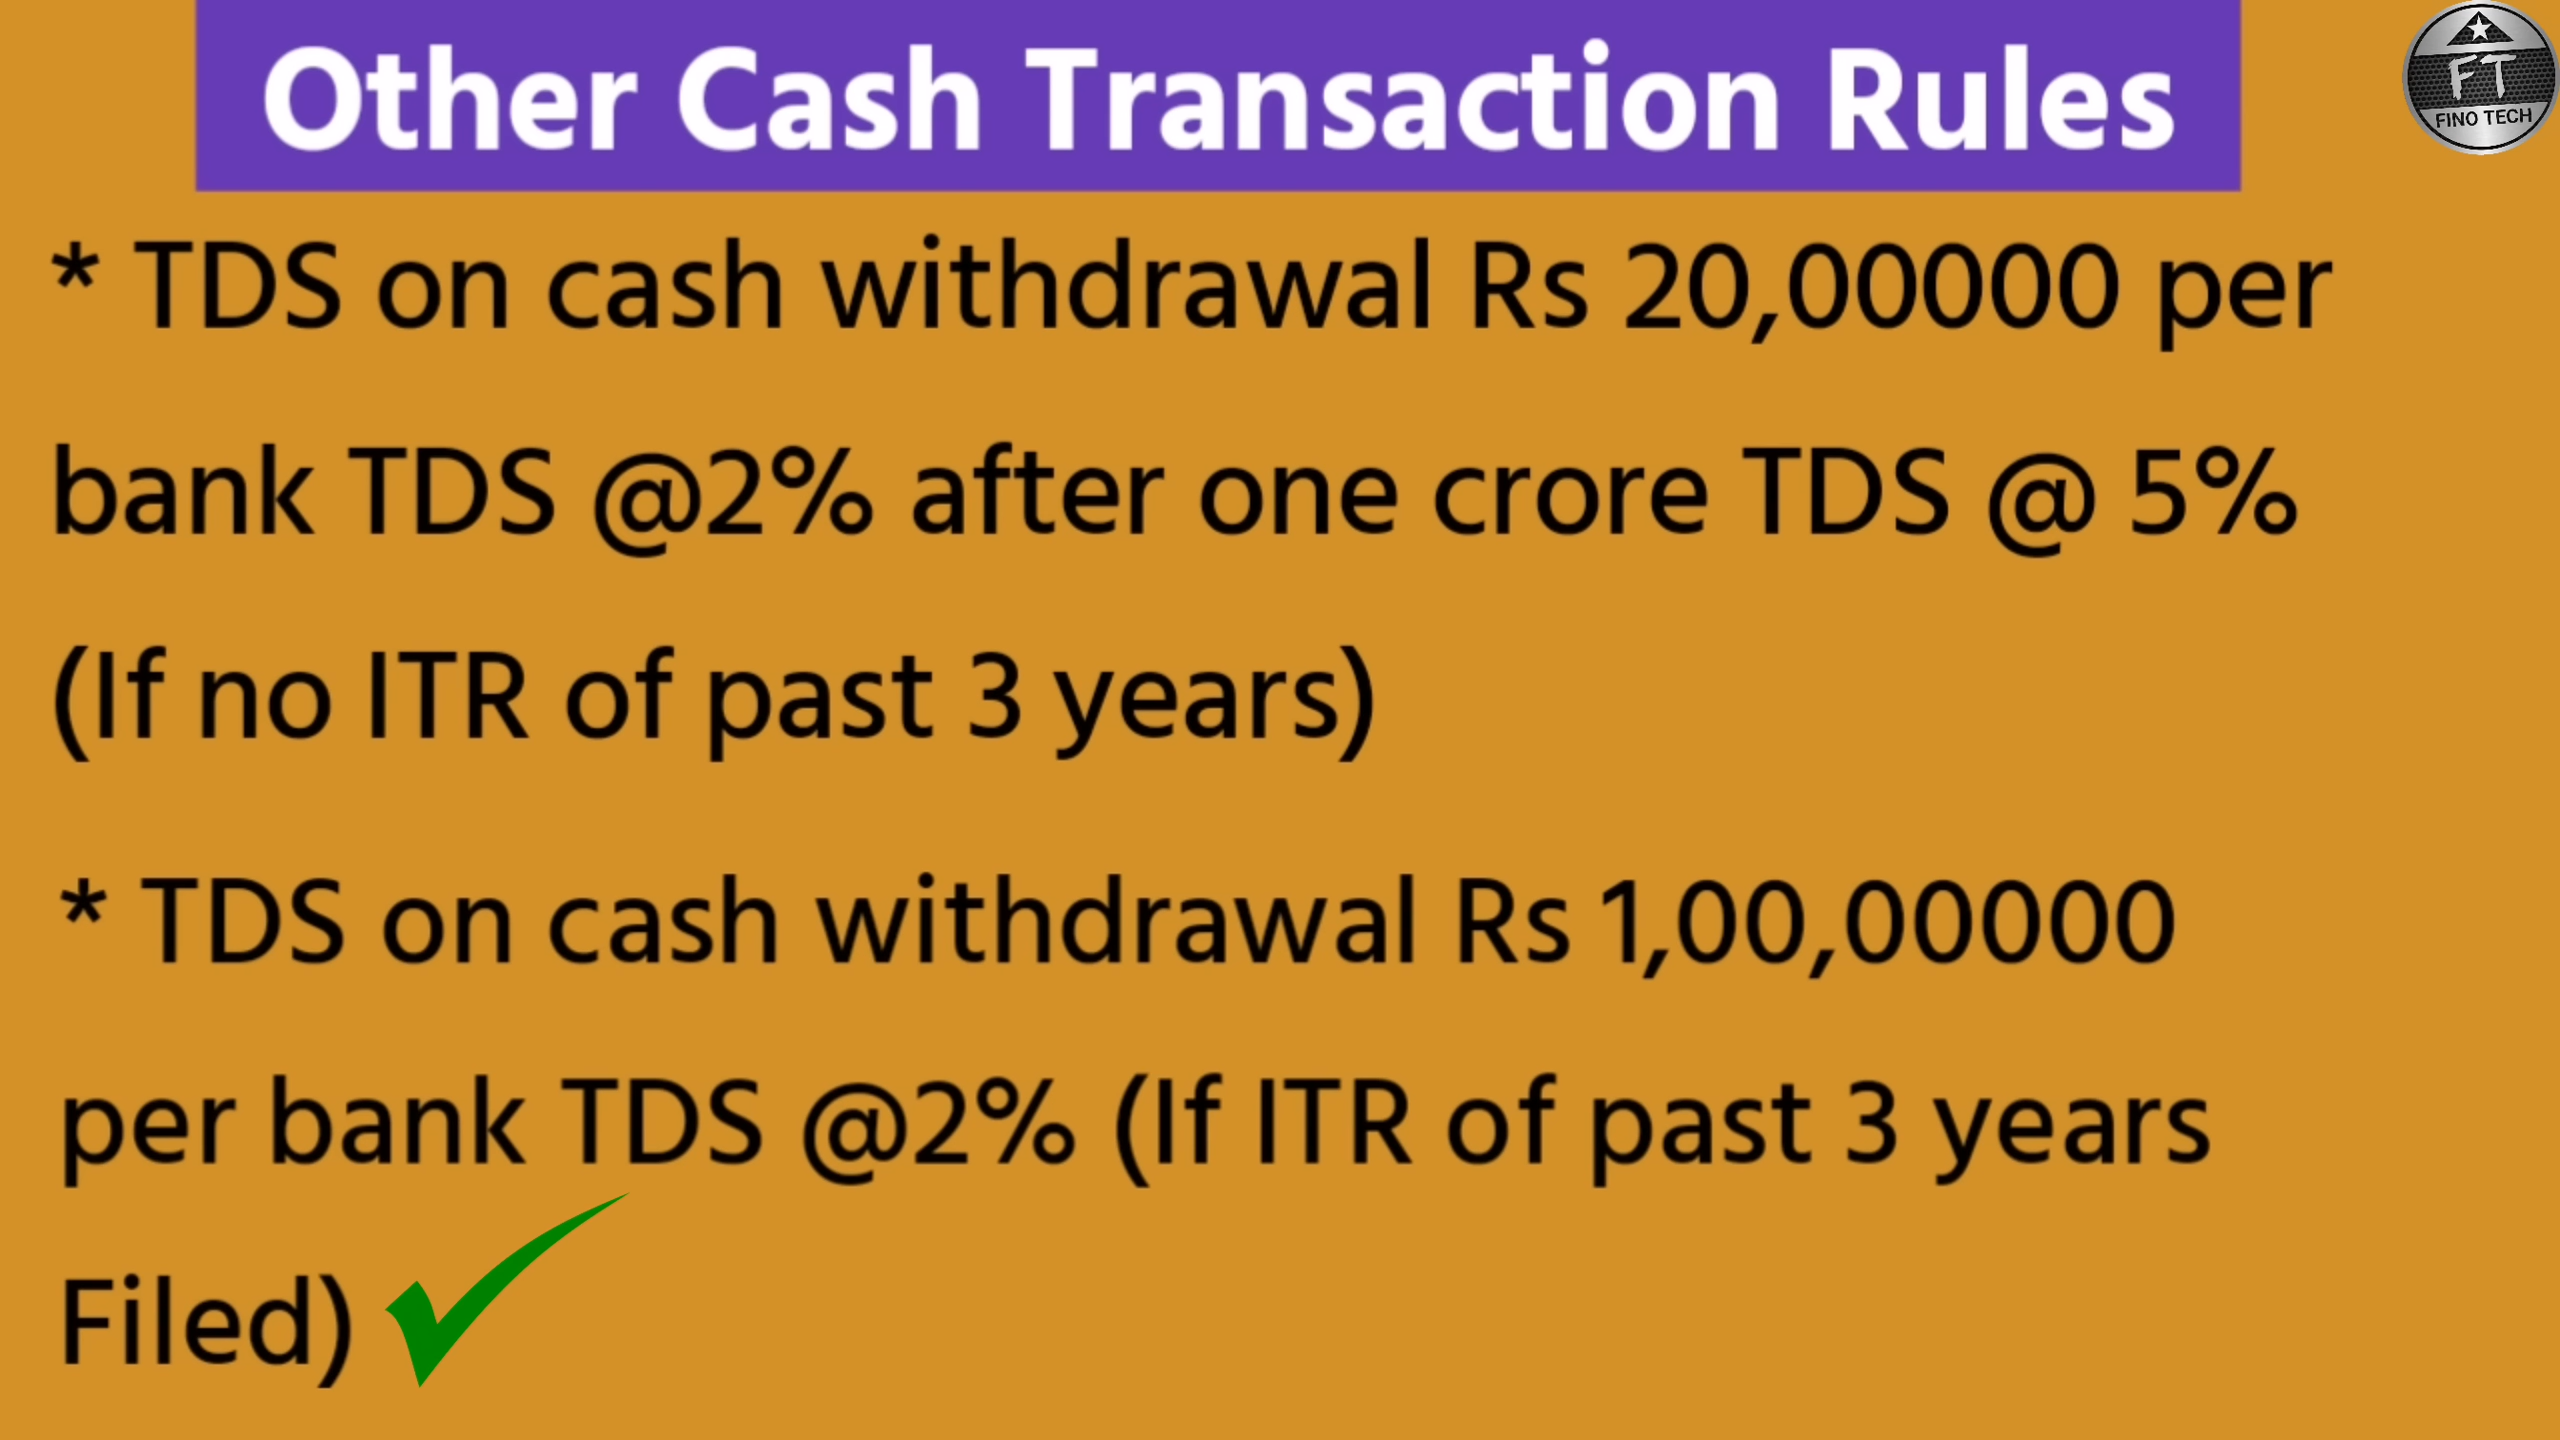 Other Cash Transaction Rules
FT
FINO TECH
* TDS on cash withdrawal Rs 20,00000 per
bank TDS @2% after one crore TDS @ 5%
(If no ITR of past 3 years)
* TDS on cash withdrawal Rs 1,00,00000
per bank TDS @2% (If ITR of past 3 years
Filed)